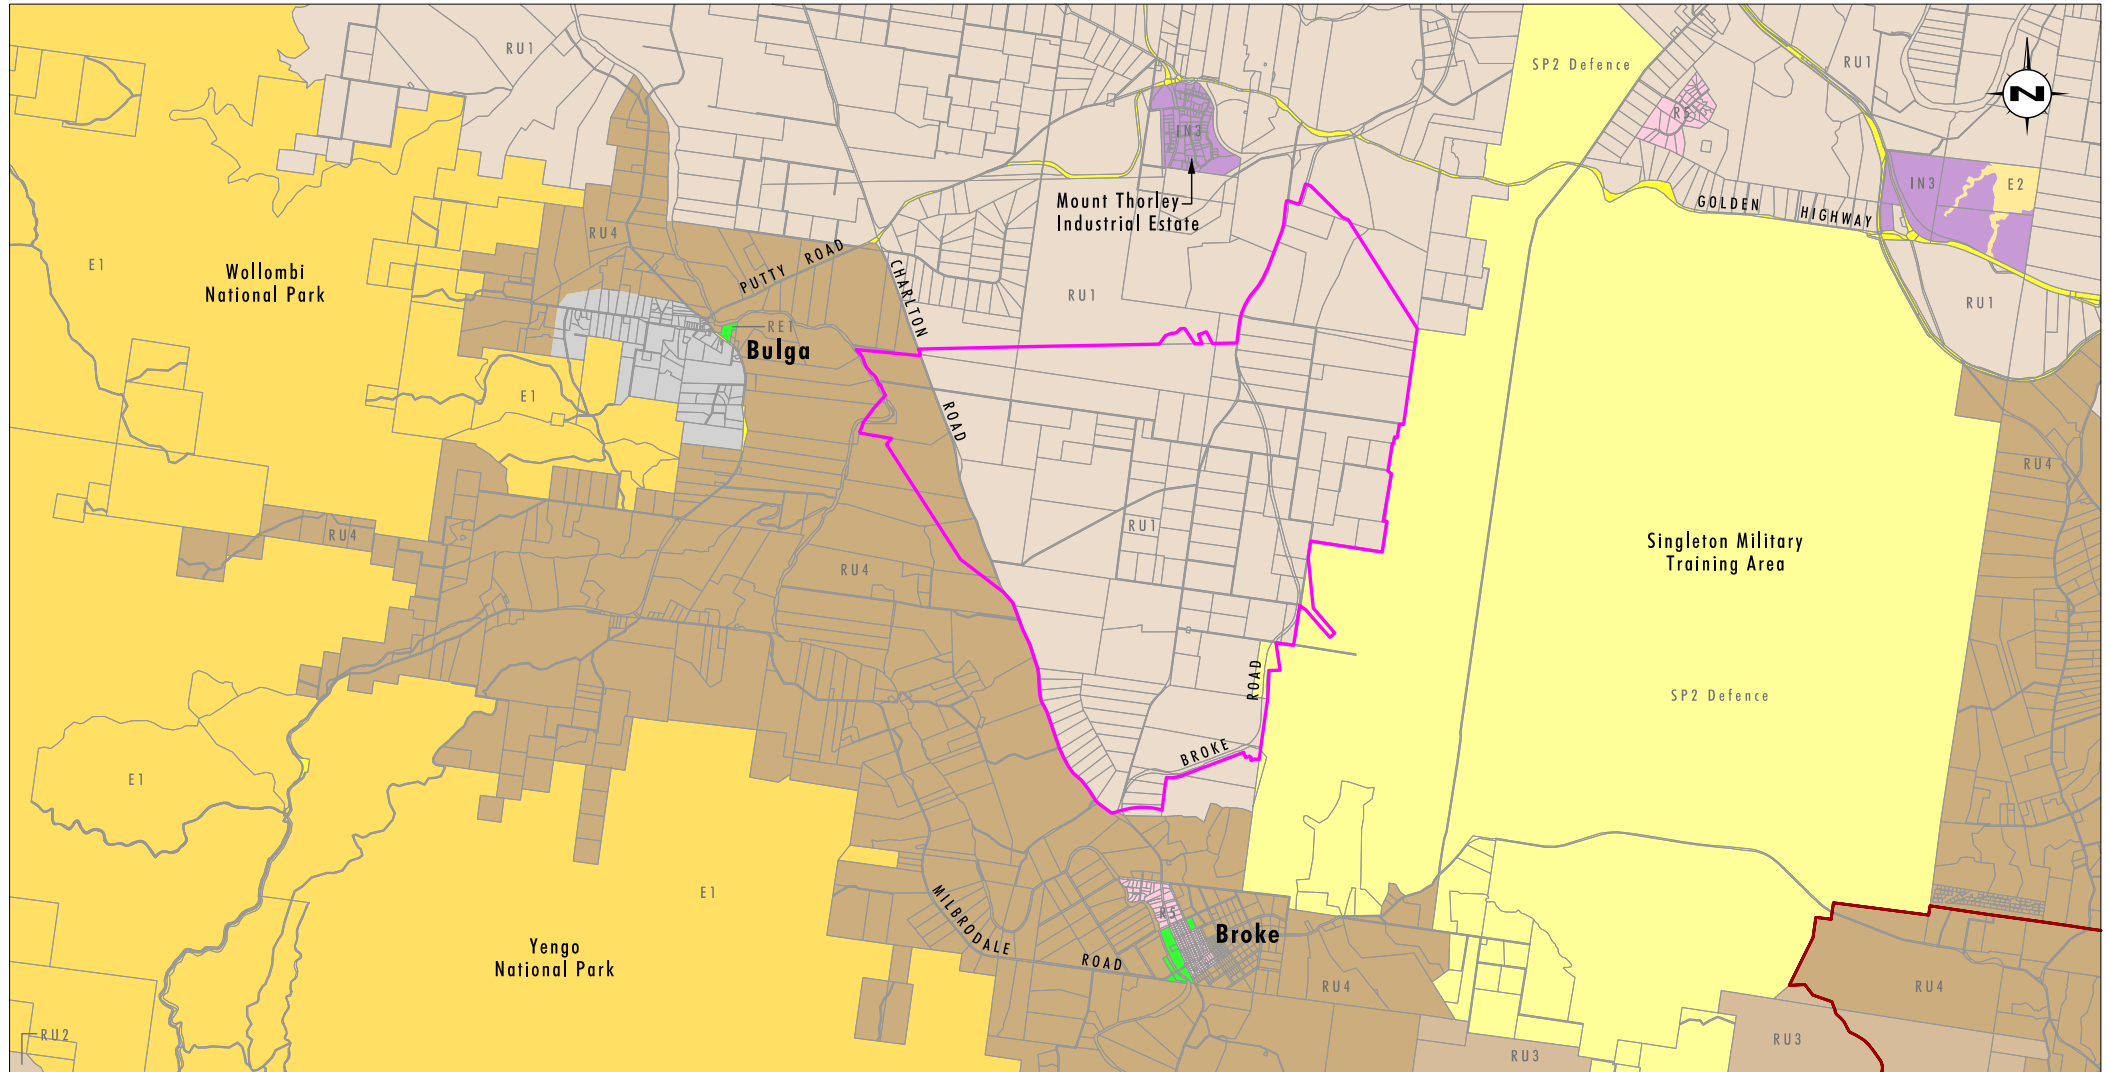 RU1
SP2 Defence
RU1
N
R5
IN3
Mount Thorley
Industrial Estate
IN3
E2
GOLDEN
HIGHWAY
RU4
PUTTY
ROAD
E1
Wollombi
National Park
CHARLTON
ROAD
RU1
RU1
RE1
Bulga
E1
RU4
RU4
RU1
Singleton Military
Training Area
RU4
SP2 Defence
ROAD
BROKE
E1
E1
MILBRODALE
ROAD
R5
Broke
Yengo
National Park
RU4
RU4
RU2
RU3
RU3